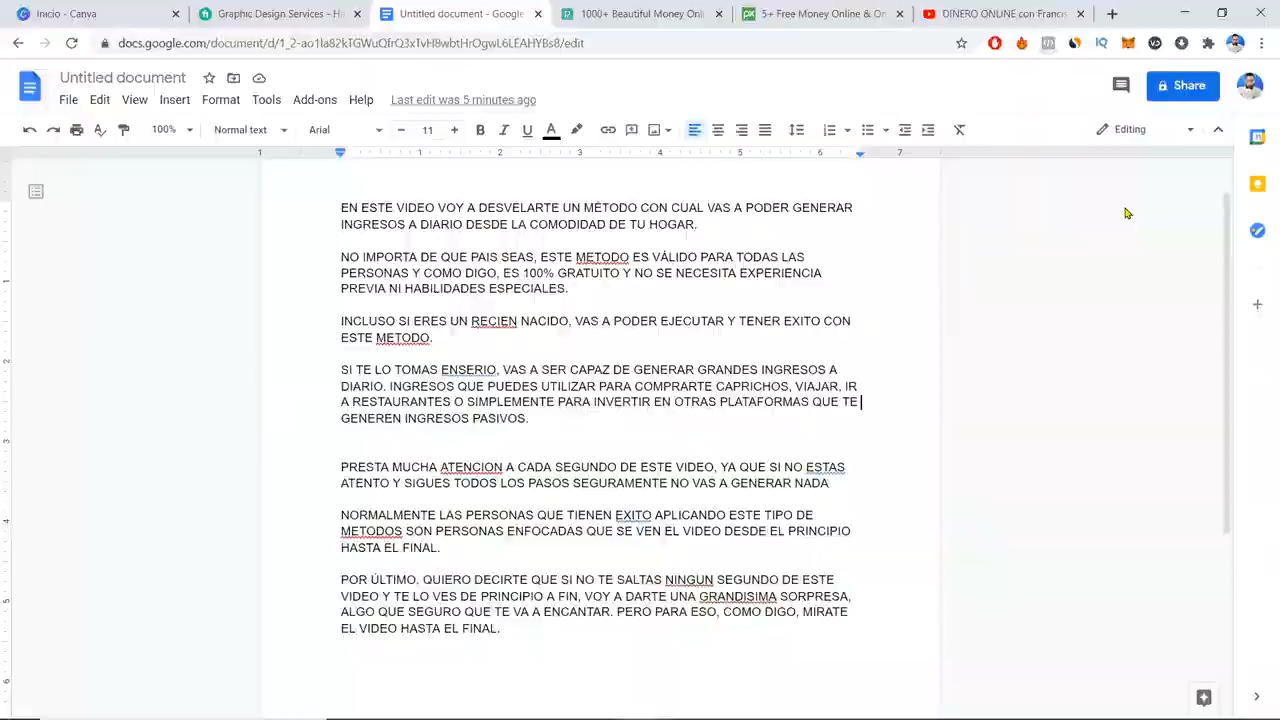 Inicio - Canva
Graphic Design Services - Hi
Untitled document - Google
1000+ Beautiful Money Onl
5+ Free Money Online & On
DINERO ONLINE con France
docs.google.com/document/d/1_2-ao1la82kTGWuQfrQ3xTvH8wbtHrOgwL6LEAHYBs8/edit
Untitled document
Share
File Edit View Insert Format Tools Add-ons Help Last edit was 5 minutes ago
100% Normal text Arial 11 Editing
1 1 2 3 4 5 6 7
EN ESTE VIDEO VOY A DESVELARTE UN MÉTODO CON CUAL VAS A PODER GENERAR
INGRESOS A DIARIO DESDE LA COMODIDAD DE TU HOGAR.
NO IMPORTA DE QUE PAIS SEAS, ESTE METODO ES VÁLIDO PARA TODAS LAS
PERSONAS Y COMO DIGO, ES 100% GRATUITO Y NO SE NECESITA EXPERIENCIA
PREVIA NI HABILIDADES ESPECIALES.
INCLUSO SI ERES UN RECIEN NACIDO, VAS A PODER EJECUTAR Y TENER EXITO CON
ESTE METODO.
SI TE LO TOMAS ENSERIO, VAS A SER CAPAZ DE GENERAR GRANDES INGRESOS A
DIARIO. INGRESOS QUE PUEDES UTILIZAR PARA COMPRARTE CAPRICHOS, VIAJAR, IR
A RESTAURANTES O SIMPLEMENTE PARA INVERTIR EN OTRAS PLATAFORMAS QUE TE
GENEREN INGRESOS PASIVOS.
PRESTA MUCHA ATENCION A CADA SEGUNDO DE ESTE VIDEO, YA QUE SI NO ESTAS
ATENTO Y SIGUES TODOS LOS PASOS SEGURAMENTE NO VAS A GENERAR NADA
NORMALMENTE LAS PERSONAS QUE TIENEN EXITO APLICANDO ESTE TIPO DE
METODOS SON PERSONAS ENFOCADAS QUE SE VEN EL VIDEO DESDE EL PRINCIPIO
HASTA EL FINAL.
POR ÚLTIMO. QUIERO DECIRTE QUE SI NO TE SALTAS NINGUN SEGUNDO DE ESTE
VIDEO Y TE LO VES DE PRINCIPIO A FIN, VOY A DARTE UNA GRANDISIMA SORPRESA,
ALGO QUE SEGURO QUE TE VA A ENCANTAR. PERO PARA ESO, COMO DIGO, MIRATE
EL VIDEO HASTA EL FINAL.